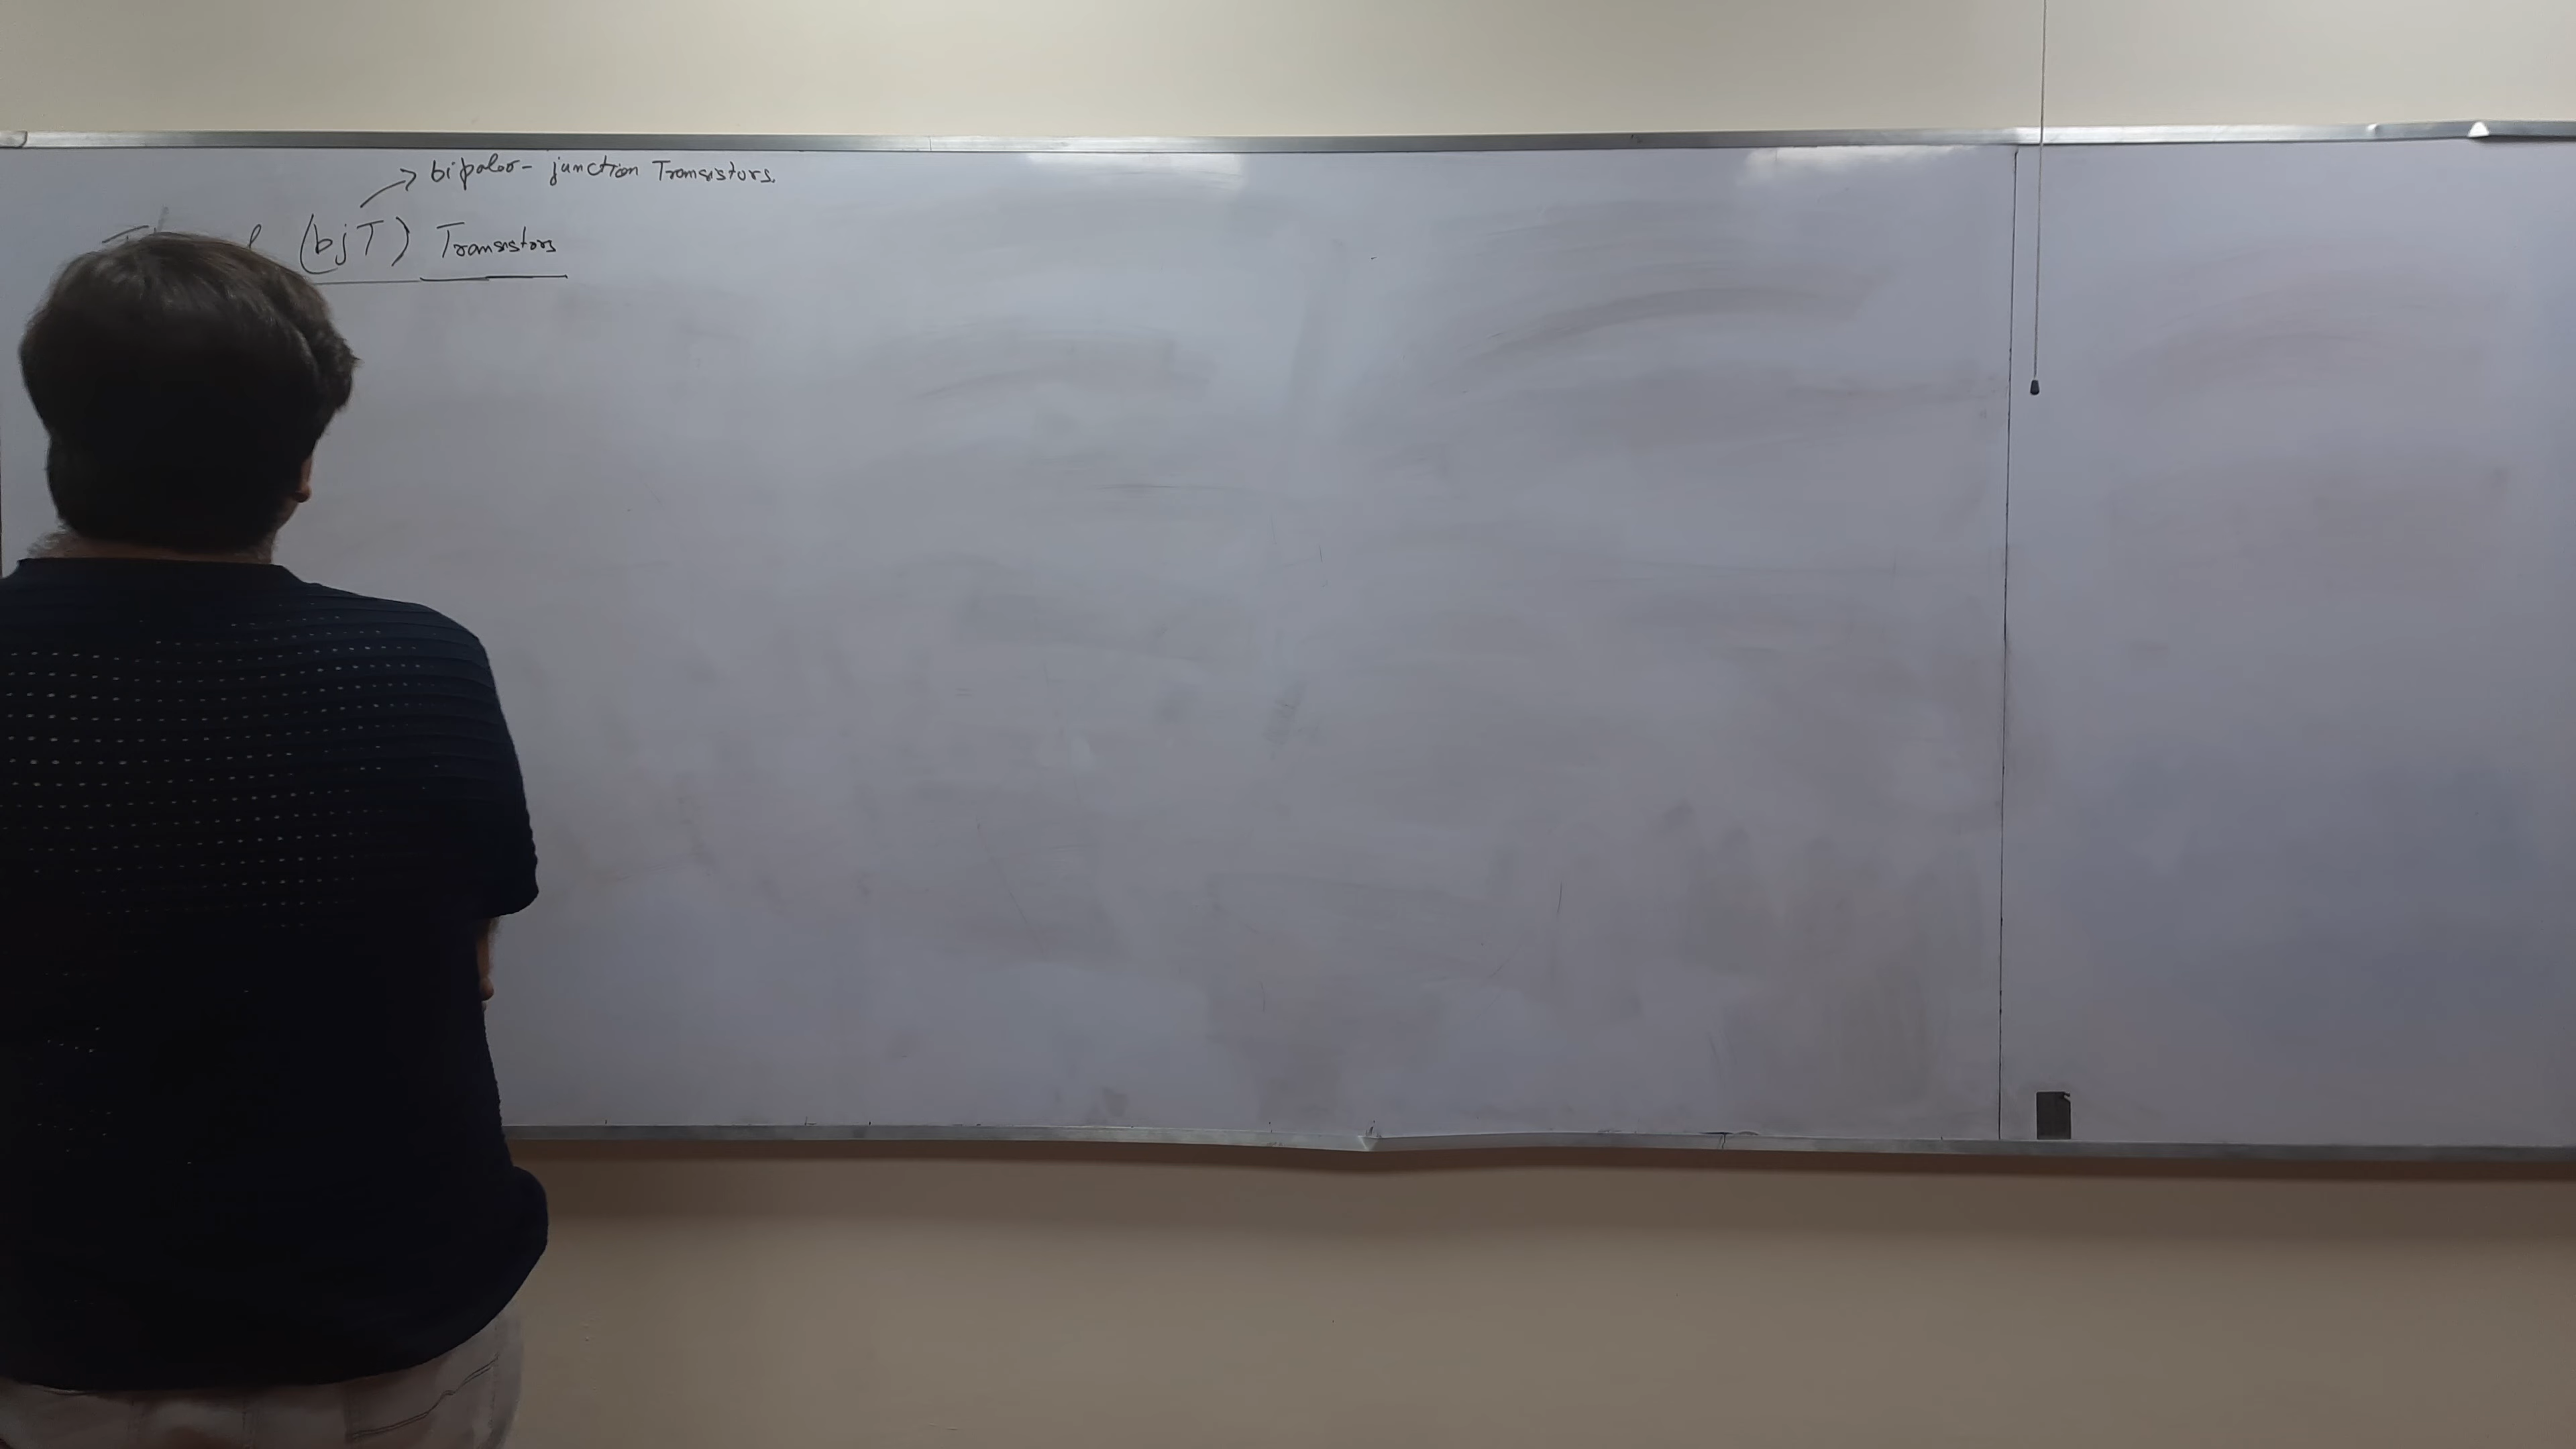 → bipolar - junction Transistors.
(bjT) Transistors